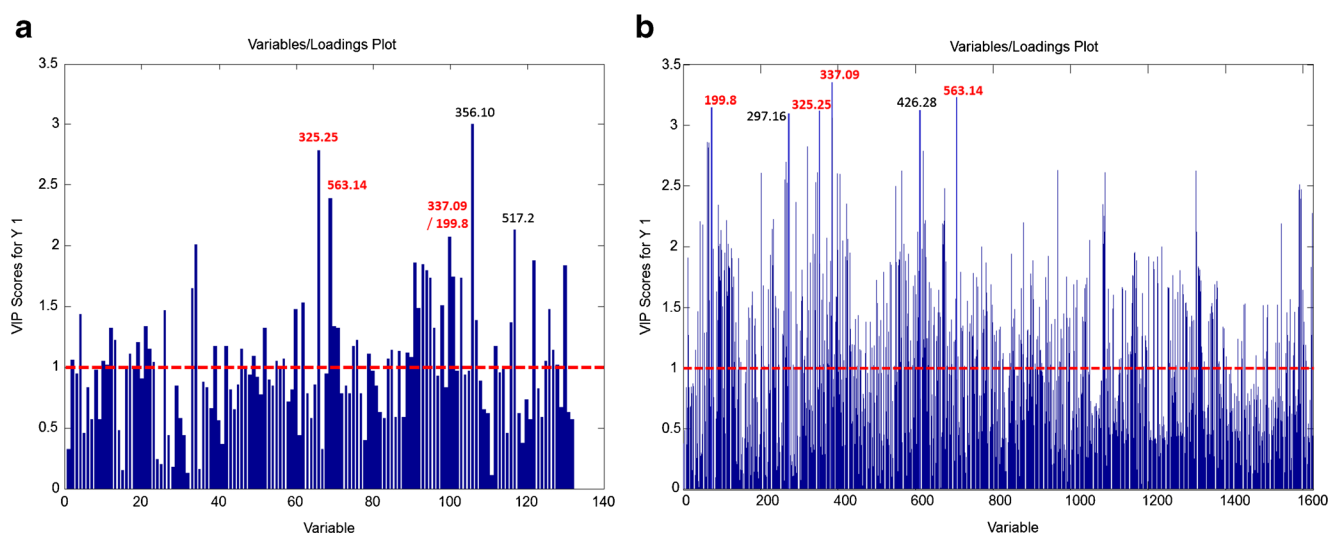 a
Variables/Loadings Plot
VIP Scores for Y 1
3.5
3
2.5
2
1.5
1
0.5
0
325.25
563.14
337.09
/ 199.8
356.10
517.2
0 20 40 60 80 100 120 140
Variable
b
Variables/Loadings Plot
VIP Scores for Y 1
3.5
3
2.5
2
1.5
1
0.5
0
199.8
297.16
325.25
337.09
426.28
563.14
0 200 400 600 800 1000 1200 1400 1600
Variable